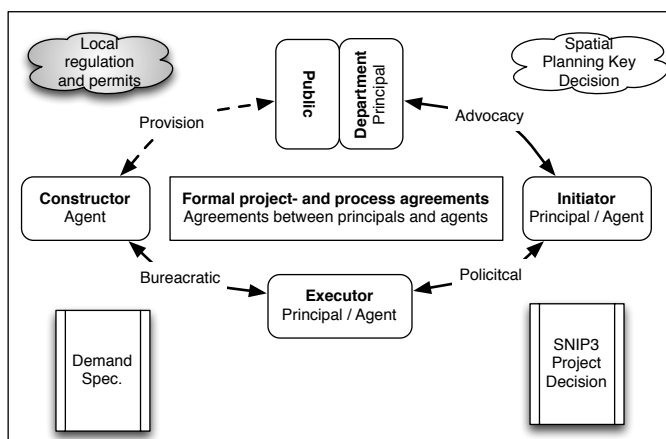 Local
regulation
and permits
Public
Department
Principal
Spatial
Planning Key
Decision
Provision
Advocacy
Constructor
Agent
Formal project- and process agreements
Agreements between principals and agents
Initiator
Principal / Agent
Bureacratic
Policitcal
Executor
Principal / Agent
Demand
Spec.
SNIP3
Project
Decision